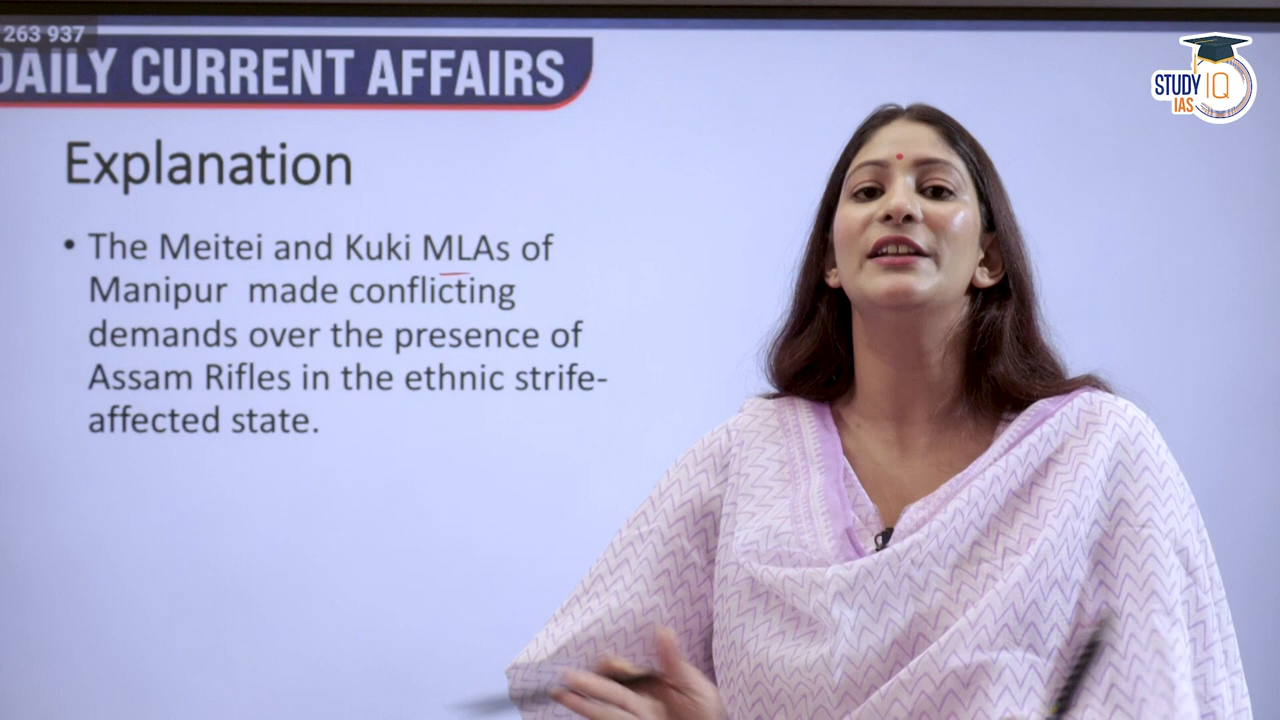 263 937
DAILY CURRENT AFFAIRS
STUDY IQ
IAS
Explanation
• The Meitei and Kuki MLAs of
Manipur made conflicting
demands over the presence of
Assam Rifles in the ethnic strife-
affected state.